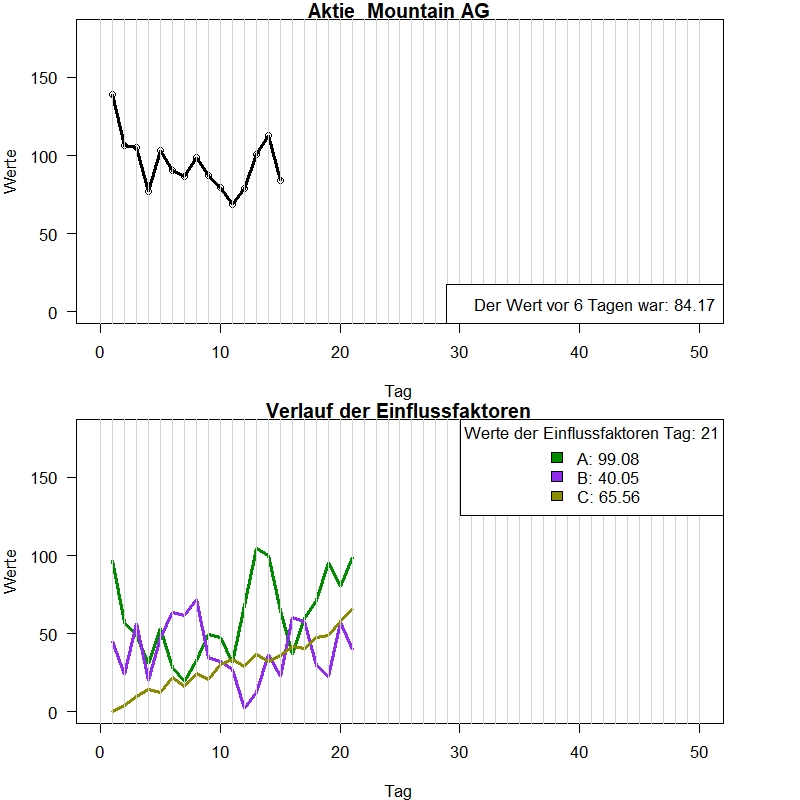 Aktie  Mountain AG
Werte
150
100
50
0
Der Wert vor 6 Tagen war: 84.17
0 10 20 30 40 50
Tag
Verlauf der Einflussfaktoren
Werte
150
100
50
0
Werte der Einflussfaktoren Tag: 21
A: 99.08
B: 40.05
C: 65.56
0 10 20 30 40 50
Tag